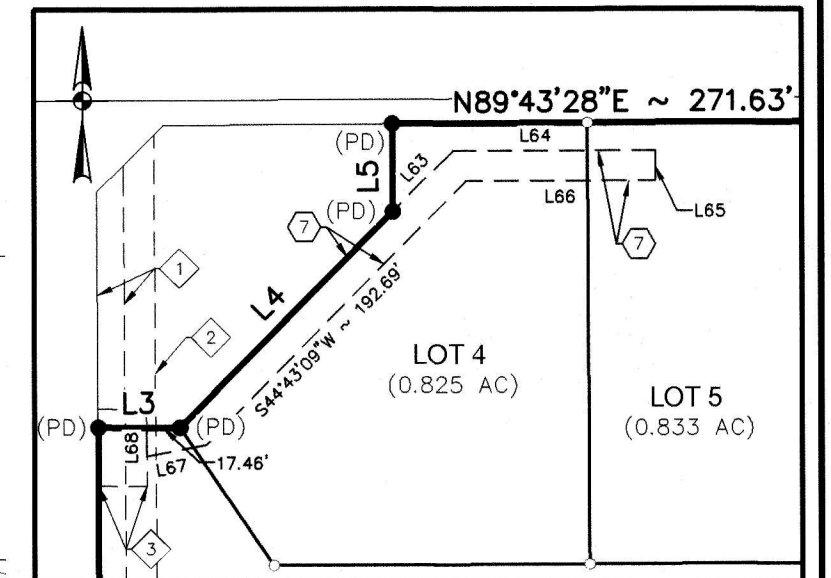 N89°43'28"E ~ 271.63'
(PD)
L64
L5
L63
L66
L65
(PD)
7
7
1
L4
S44°43'09"W ~ 192.69'
2
LOT 4
(0.825 AC)
LOT 5
(0.833 AC)
L3
(PD)
(PD)
L68
L67
17.46'
3